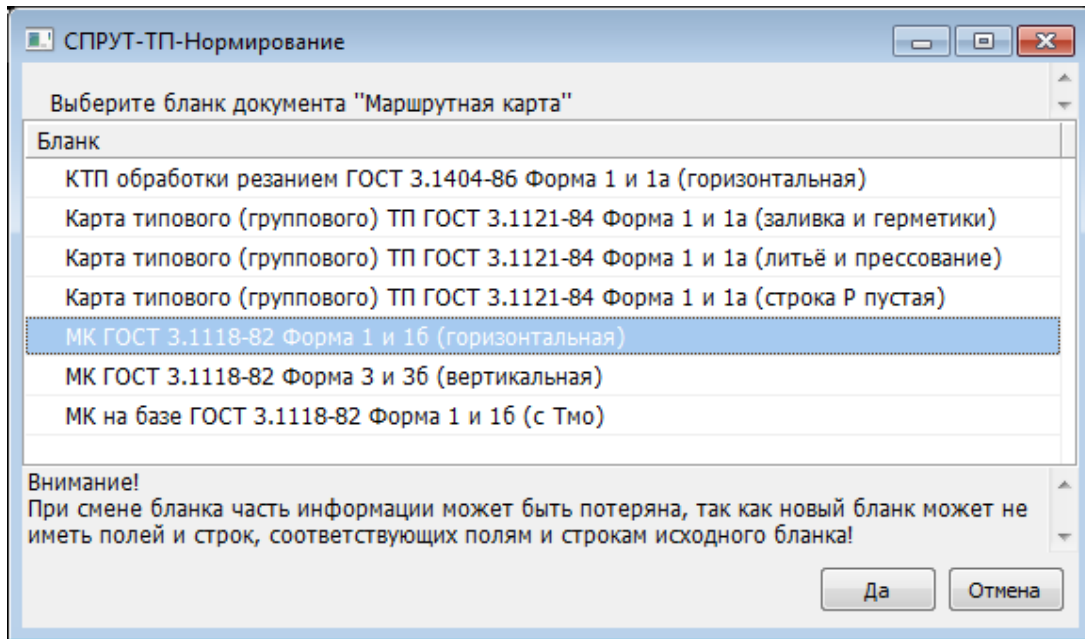 СПРУТ-ТП-Нормирование
Выберите бланк документа "Маршрутная карта"
Бланк
КТП обработки резанием ГОСТ 3.1404-86 Форма 1 и 1а (горизонтальная)
Карта типового (группового) ТП ГОСТ 3.1121-84 Форма 1 и 1а (заливка и герметики)
Карта типового (группового) ТП ГОСТ 3.1121-84 Форма 1 и 1а (литьё и прессование)
Карта типового (группового) ТП ГОСТ 3.1121-84 Форма 1 и 1а (строка Р пустая)
МК ГОСТ 3.1118-82 Форма 1 и 1б (горизонтальная)
МК ГОСТ 3.1118-82 Форма 3 и 3б (вертикальная)
МК на базе ГОСТ 3.1118-82 Форма 1 и 1б (с Тмо)
Внимание!
При смене бланка часть информации может быть потеряна, так как новый бланк может не
иметь полей и строк, соответствующих полям и строкам исходного бланка!
Да Отмена